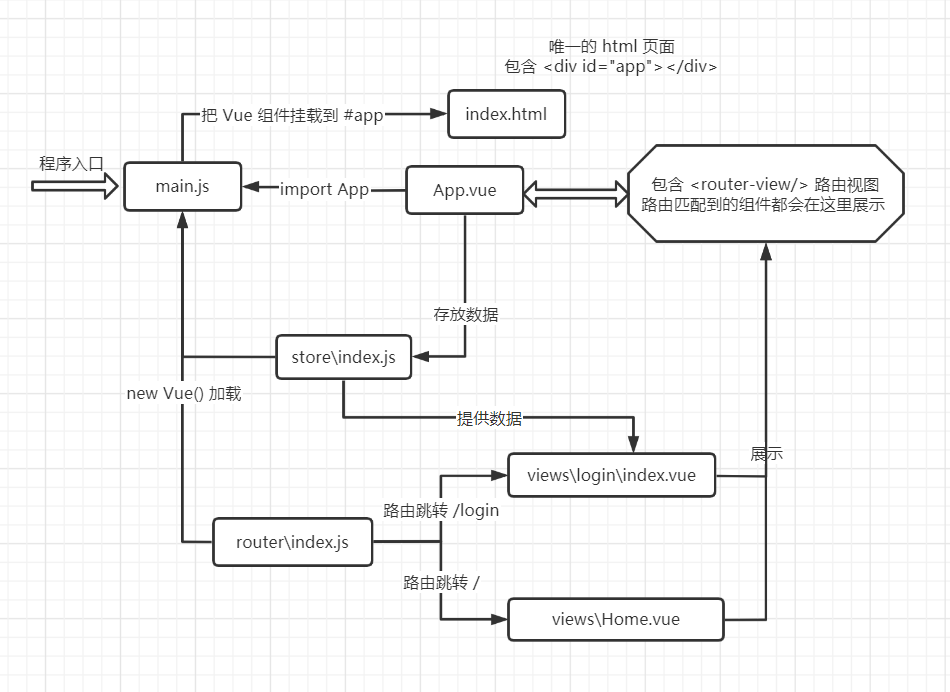 唯一的 html 页面
包含 <div id="app"></div>
把 Vue 组件挂载到 #app
index.html
程序入口
main.js
import App
App.vue
包含 <router-view/> 路由视图
路由匹配到的组件都会在这里展示
存放数据
store\index.js
new Vue() 加载
提供数据
展示
views\login\index.vue
路由跳转 /login
router\index.js
路由跳转 /
views\Home.vue